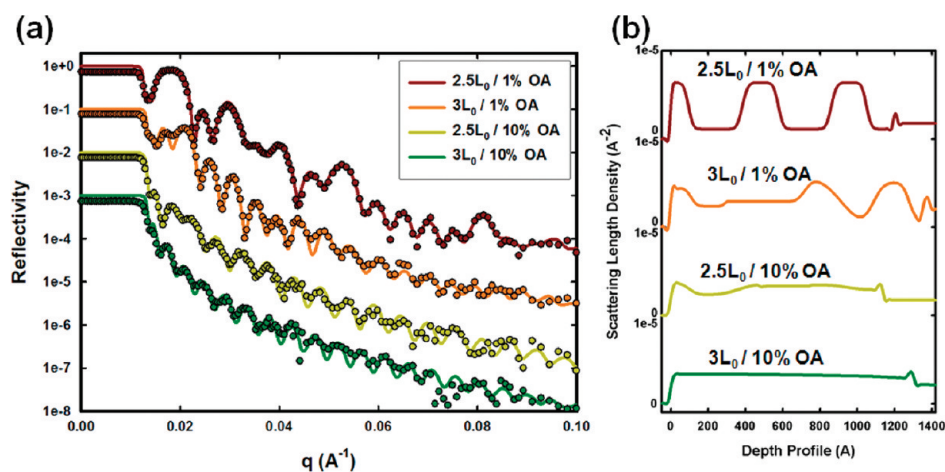 (a)
Reflectivity
1e+0
1e-1
1e-2
1e-3
1e-4
1e-5
1e-6
1e-7
1e-8
2.5L₀ / 1% OA
3L₀ / 1% OA
2.5L₀ / 10% OA
3L₀ / 10% OA
0.00 0.02 0.04 0.06 0.08 0.10
q (A⁻¹)
(b)
Scattering Length Density (A⁻²)
1e-5
2.5L₀ / 1% OA
0
1e-5
3L₀ / 1% OA
0
1e-5
2.5L₀ / 10% OA
0
1e-5
3L₀ / 10% OA
0
0 200 400 600 800 1000 1200 1400
Depth Profile (A)